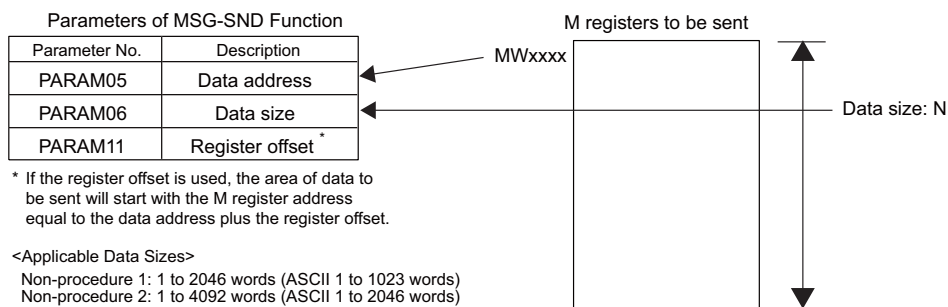 Parameters of MSG-SND Function
M registers to be sent
Parameter No. Description
MWxxxx
PARAM05 Data address
PARAM06 Data size
Data size: N
PARAM11 Register offset *
* If the register offset is used, the area of data to
be sent will start with the M register address
equal to the data address plus the register offset.
<Applicable Data Sizes>
Non-procedure 1: 1 to 2046 words (ASCII 1 to 1023 words)
Non-procedure 2: 1 to 4092 words (ASCII 1 to 2046 words)